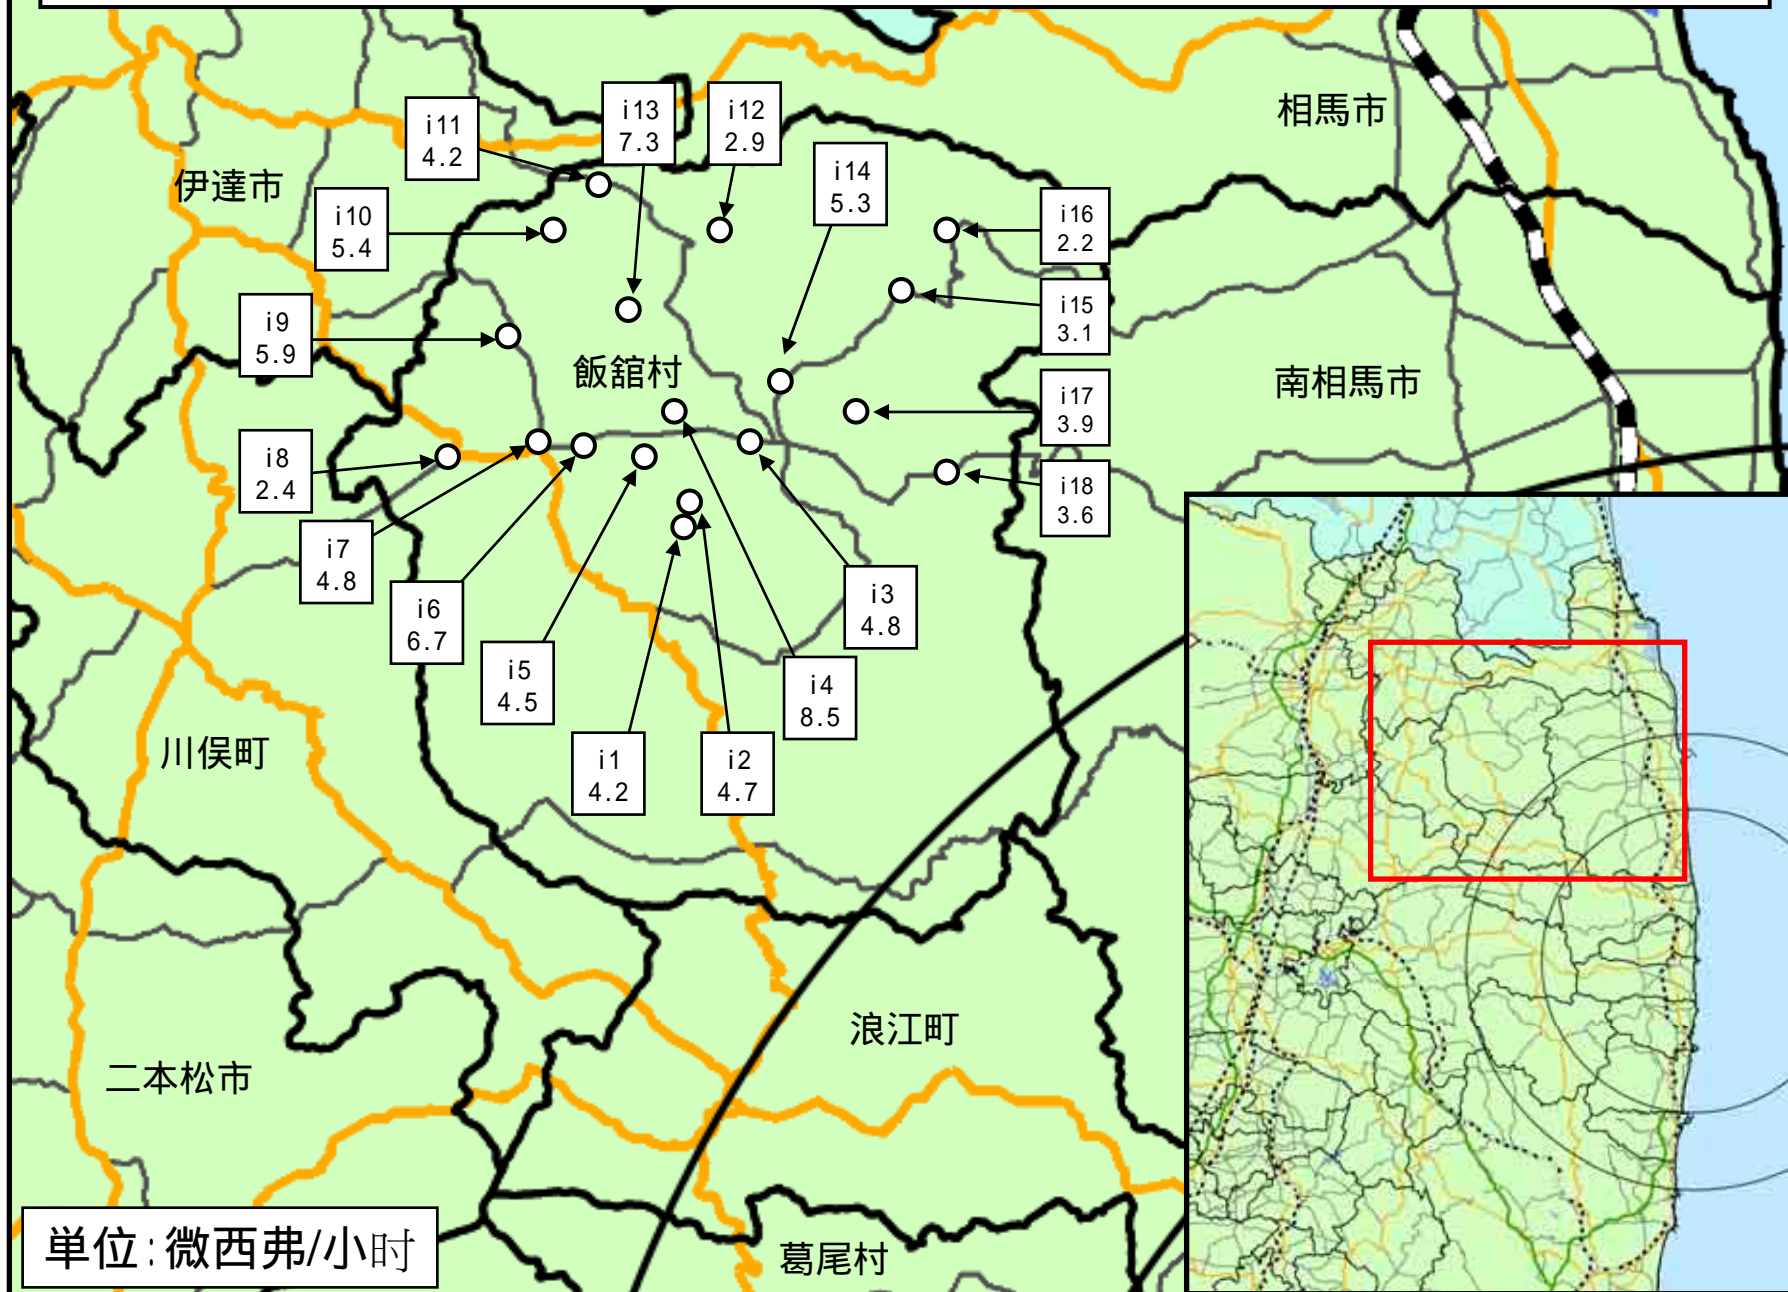 i13
7.3
i12
2.9
i11
4.2
相馬市
i14
5.3
伊達市
i10
5.4
i16
2.2
i15
3.1
i9
5.9
飯舘村
南相馬市
i17
3.9
i8
2.4
i18
3.6
i7
4.8
i6
6.7
i3
4.8
i5
4.5
i4
8.5
川俣町
i1
4.2
i2
4.7
浪江町
二本松市
単位:微西弗/小时
葛尾村